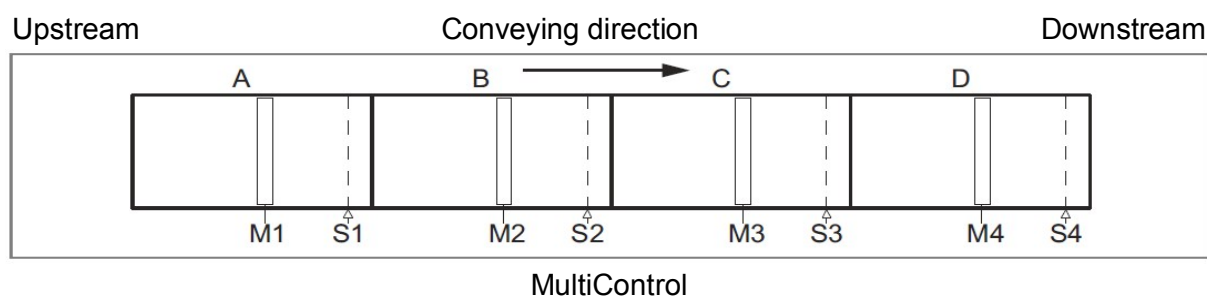 Upstream Conveying direction Downstream
A B C D
M1 S1 M2 S2 M3 S3 M4 S4
MultiControl